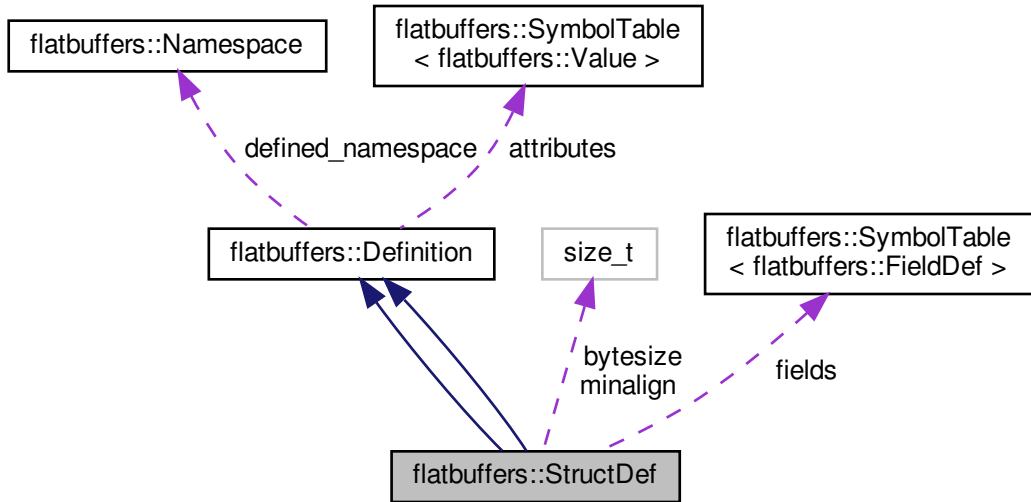 flatbuffers::Namespace
flatbuffers::SymbolTable
< flatbuffers::Value >
defined_namespace
attributes
flatbuffers::Definition
size_t
flatbuffers::SymbolTable
< flatbuffers::FieldDef >
bytesize
minalign
fields
flatbuffers::StructDef